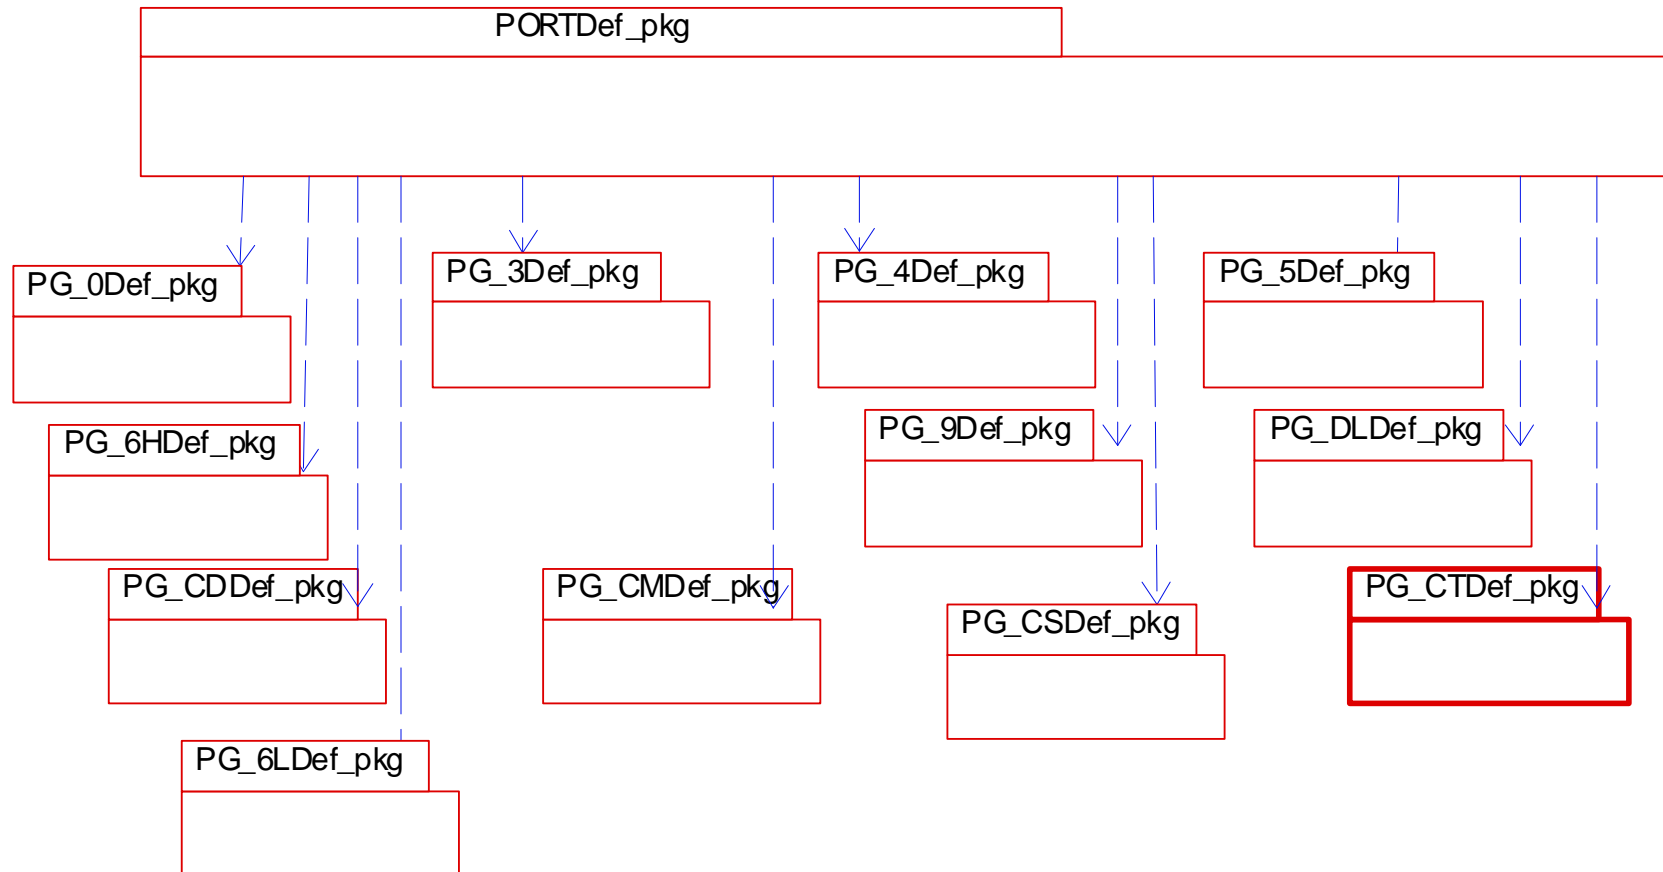 PORTDef_pkg
PG_0Def_pkg
PG_3Def_pkg
PG_4Def_pkg
PG_5Def_pkg
PG_6HDef_pkg
PG_9Def_pkg
PG_DLDef_pkg
PG_CDDef_pkg
PG_CMDef_pkg
PG_CSDef_pkg
PG_CTDef_pkg
PG_6LDef_pkg